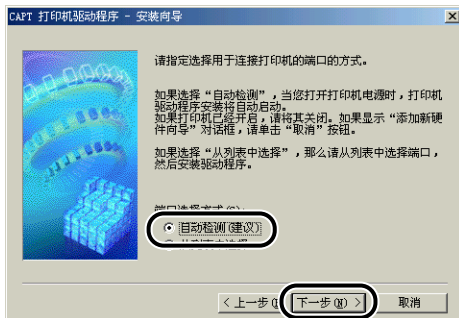 CAPT 打印机驱动程序 - 安装向导
请指定选择用于连接打印机的端口的方式。
如果选择“自动检测”,当您打开打印机电源时,打印机
驱动程序安装将自动启动。
如果打印机已经开启,请将其关闭。如果显示“添加新硬
件向导”对话框,请单击“取消”按钮。
如果选择“从列表中选择”,那么请从列表中选择端口,
然后安装驱动程序。
端口选择方式(S):
自动检测(建议)
< 上一步
下一步(N) >
取消